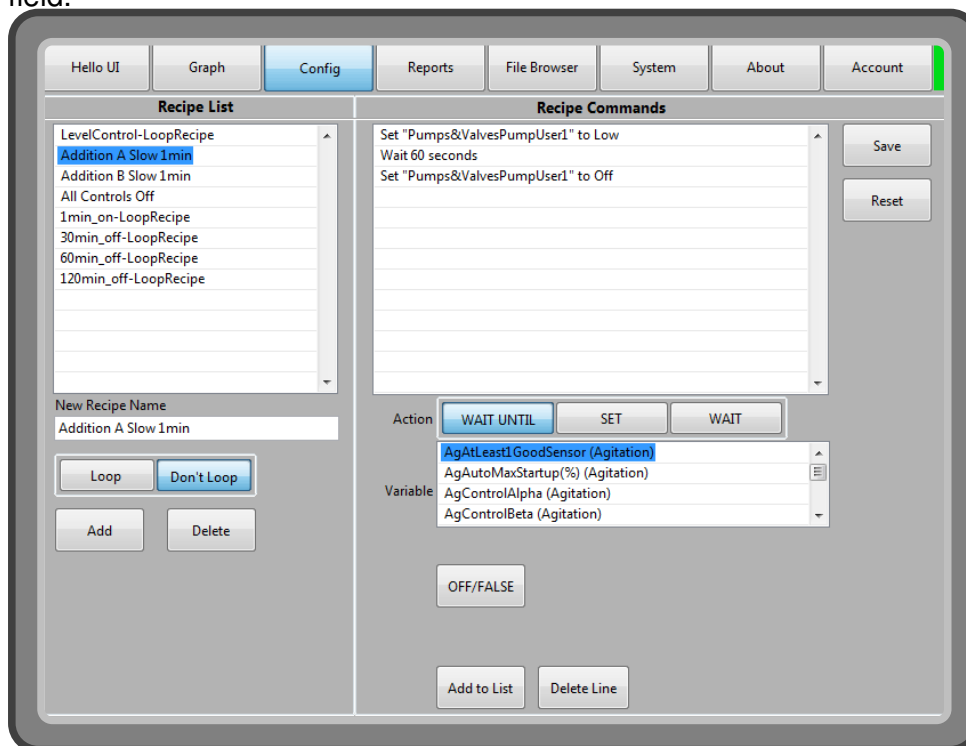 field.
Hello UI Graph Config Reports File Browser System About Account
Recipe List
LevelControl-LoopRecipe
Addition A Slow 1min
Addition B Slow 1min
All Controls Off
1min_on-LoopRecipe
30min_off-LoopRecipe
60min_off-LoopRecipe
120min_off-LoopRecipe
New Recipe Name
Addition A Slow 1min
Loop Don't Loop
Add Delete
Recipe Commands
Set "Pumps&ValvesPumpUser1" to Low
Wait 60 seconds
Set "Pumps&ValvesPumpUser1" to Off
Save
Reset
Action WAIT UNTIL SET WAIT
Variable
AgAtLeast1GoodSensor (Agitation)
AgAutoMaxStartup(%) (Agitation)
AgControlAlpha (Agitation)
AgControlBeta (Agitation)
OFF/FALSE
Add to List Delete Line